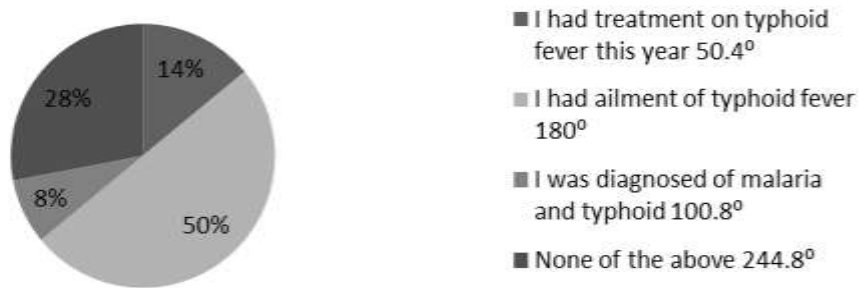 14%
28%
8%
50%
I had treatment on typhoid
fever this year 50.4⁰
I had ailment of typhoid fever
180⁰
I was diagnosed of malaria
and typhoid 100.8⁰
None of the above 244.8⁰